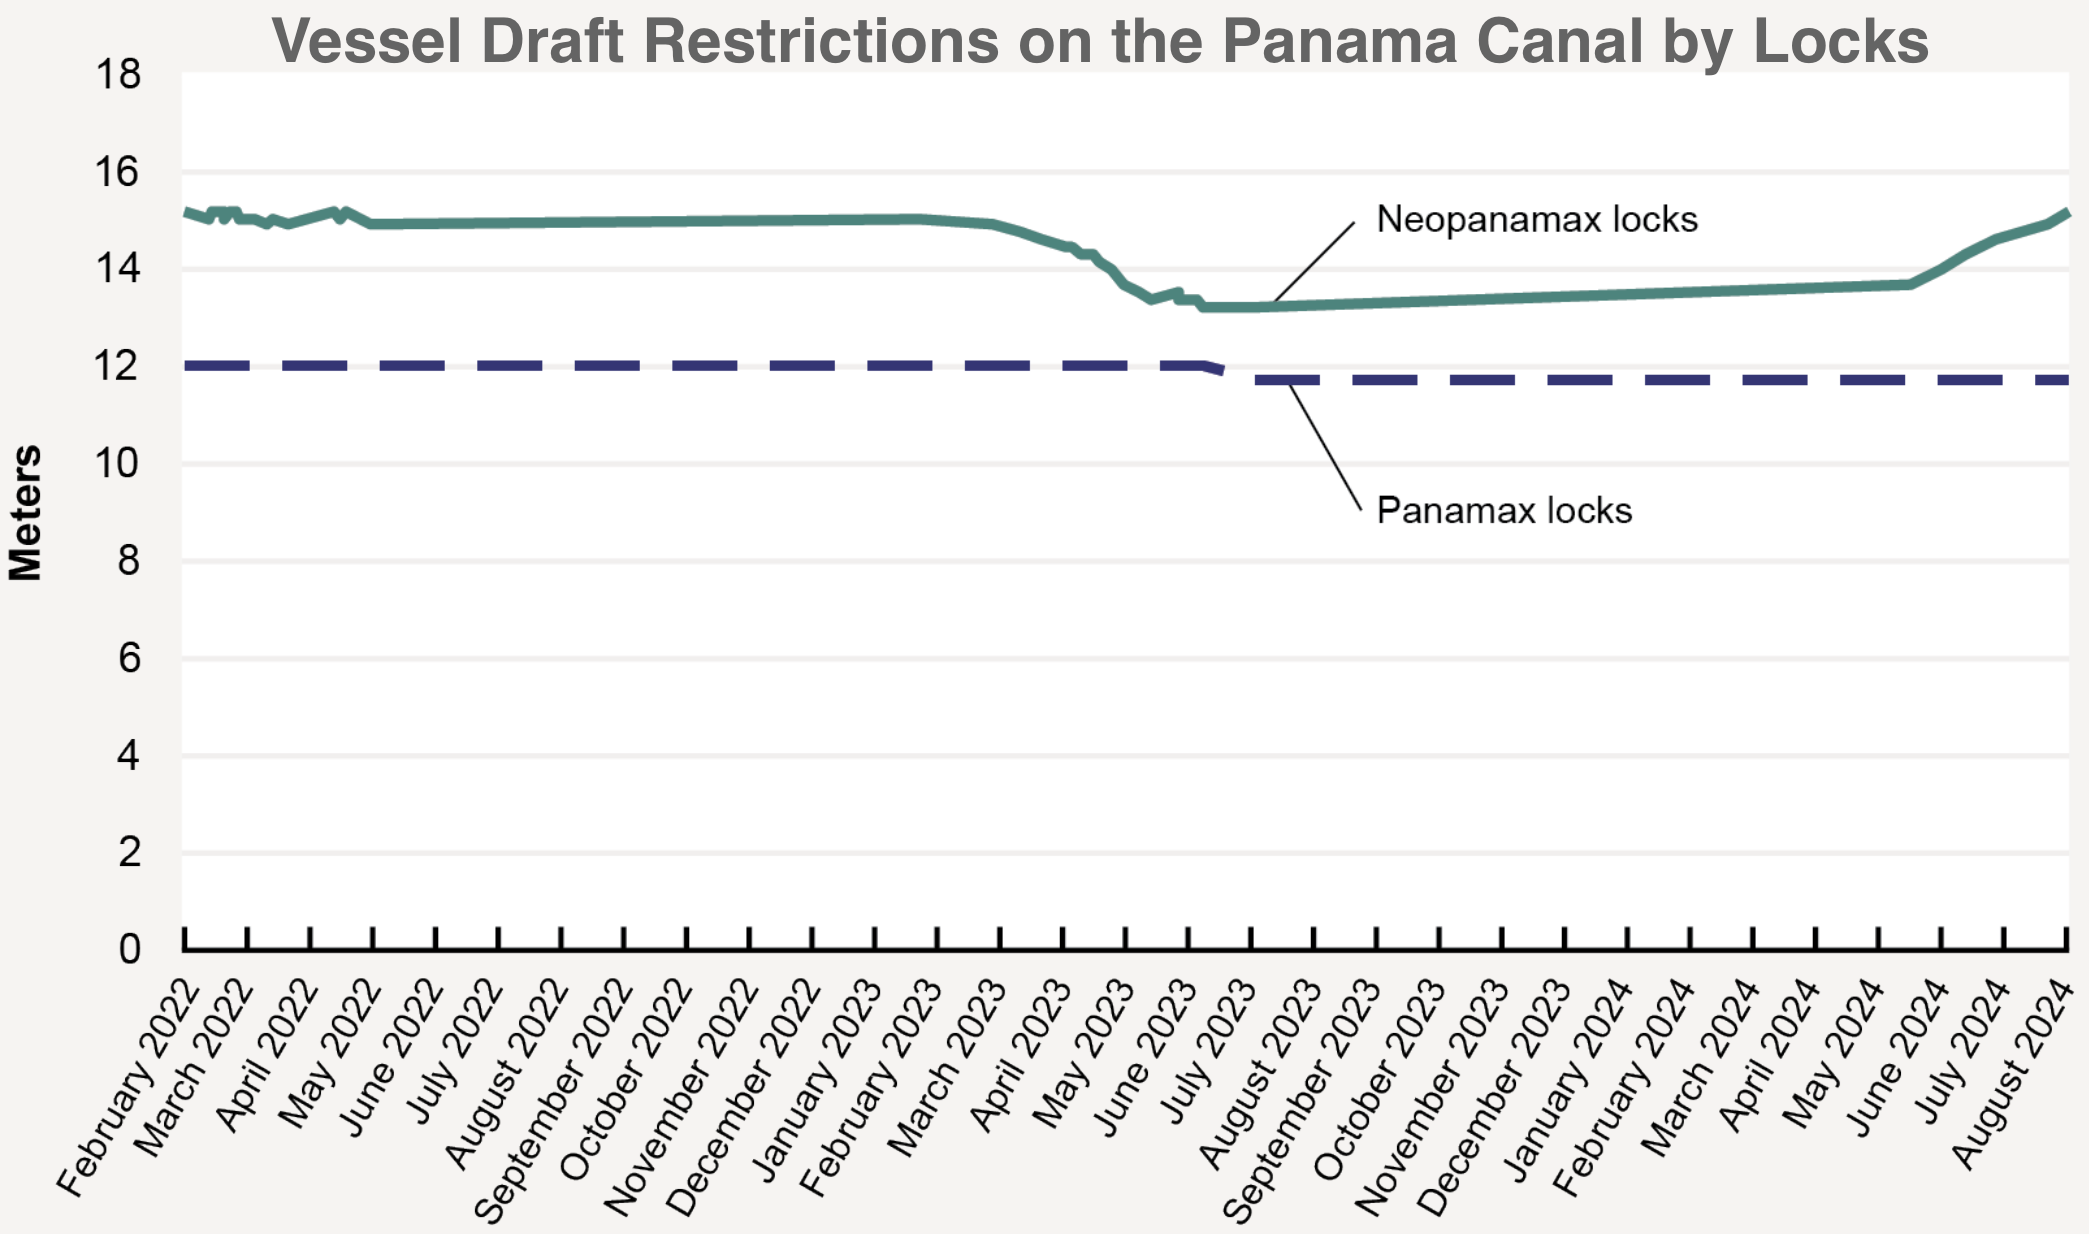 Vessel Draft Restrictions on the Panama Canal by Locks
18
16
14
12
10
8
6
4
2
0
Meters
Neopanamax locks
Panamax locks
February 2022
March 2022
April 2022
May 2022
June 2022
July 2022
August 2022
September 2022
October 2022
November 2022
December 2022
January 2023
February 2023
March 2023
April 2023
May 2023
June 2023
July 2023
August 2023
September 2023
October 2023
November 2023
December 2023
January 2024
February 2024
March 2024
April 2024
May 2024
June 2024
July 2024
August 2024